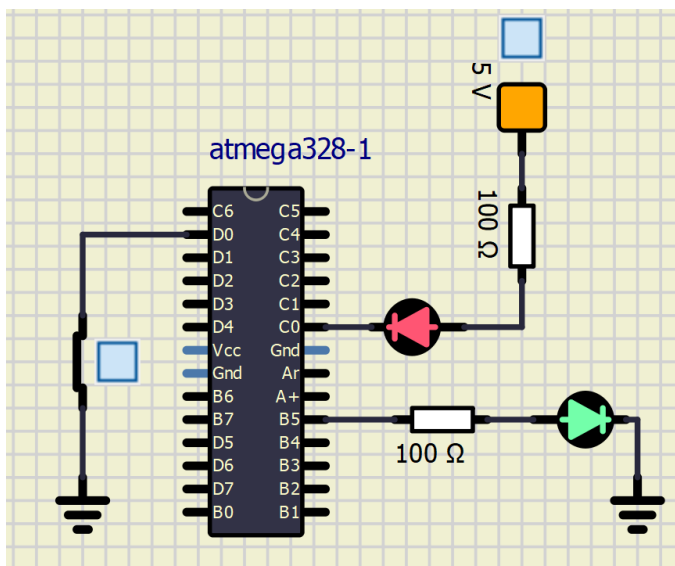 5 V
atmega328-1
100 Ω
C6 C5
D0 C4
D1 C3
D2 C2
D3 C1
D4 C0
Vcc Gnd
Gnd Ar
B6 A+
B7 B5
D5 B4
D6 B3
D7 B2
B0 B1
100 Ω